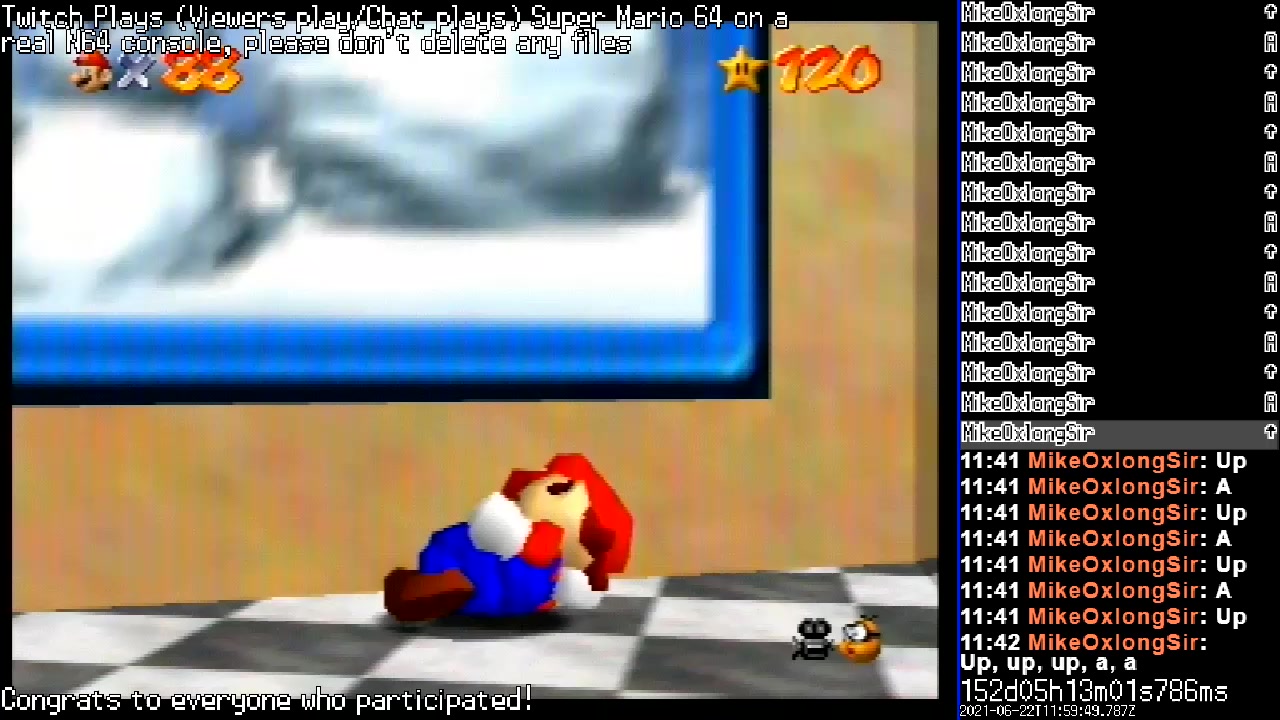 Twitch Plays (Viewers play/Chat plays) Super Mario 64 on a
real N64 console, please don't delete any files
x 88
120
Congrats to everyone who participated!
MikeOxlongSir ↑
MikeOxlongSir A
MikeOxlongSir ↑
MikeOxlongSir A
MikeOxlongSir ↑
MikeOxlongSir A
MikeOxlongSir ↑
MikeOxlongSir A
MikeOxlongSir ↑
MikeOxlongSir A
MikeOxlongSir ↑
MikeOxlongSir A
MikeOxlongSir ↑
MikeOxlongSir A
MikeOxlongSir ↑
11:41 MikeOxlongSir: Up
11:41 MikeOxlongSir: A
11:41 MikeOxlongSir: Up
11:41 MikeOxlongSir: A
11:41 MikeOxlongSir: Up
11:41 MikeOxlongSir: A
11:41 MikeOxlongSir: Up
11:42 MikeOxlongSir:
Up, up, up, a, a
152d05h13m01s786ms
2021-06-22T11:59:49.787Z